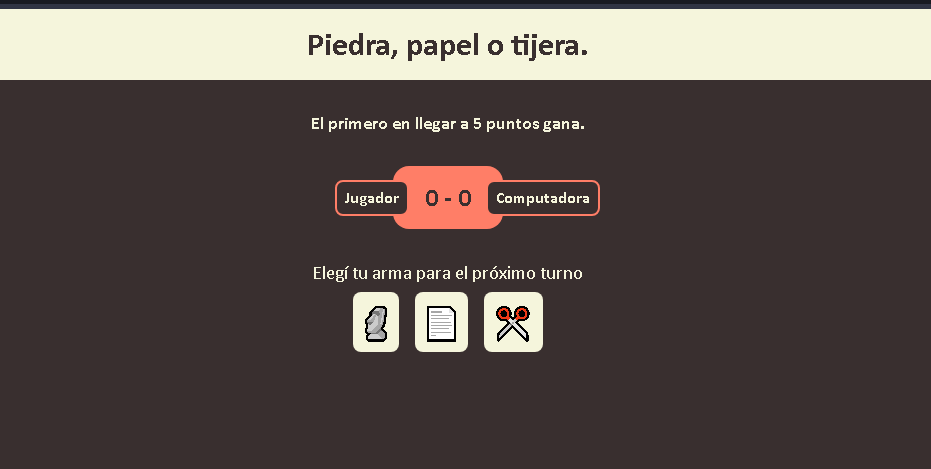 Piedra, papel o tijera.
El primero en llegar a 5 puntos gana.
Jugador 0 - 0 Computadora
Elegí tu arma para el próximo turno